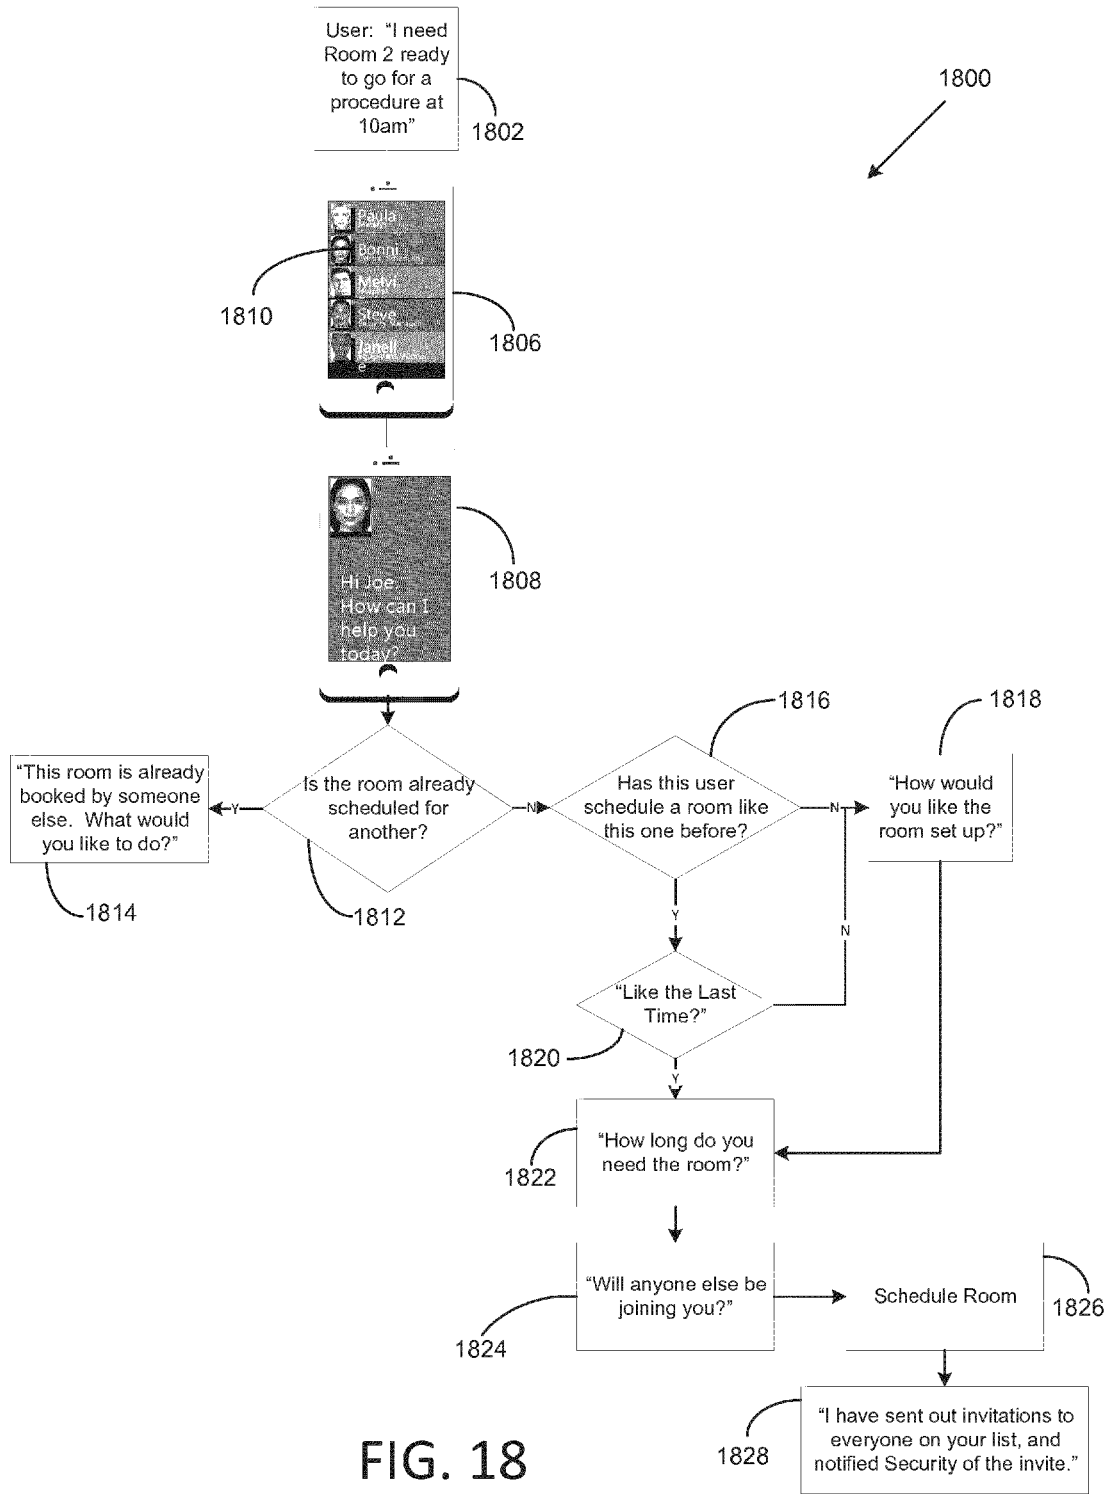 User: “I need
Room 2 ready
to go for a
procedure at
10am”
1802
1800
Paula
Bonni
Melvi
Steve
Janell
e
1810
1806
Hi Joe
How can I
help you
today?
1808
1816
1818
“This room is already
booked by someone
else. What would
you like to do?”
Y
Is the room already
scheduled for
another?
N
Has this user
schedule a room like
this one before?
N
“How would
you like the
room set up?”
1814
1812
Y
N
“Like the Last
Time?”
1820
Y
“How long do you
need the room?”
1822
“Will anyone else be
joining you?”
Schedule Room
1826
1824
“I have sent out invitations to
everyone on your list, and
notified Security of the invite.”
1828
FIG. 18